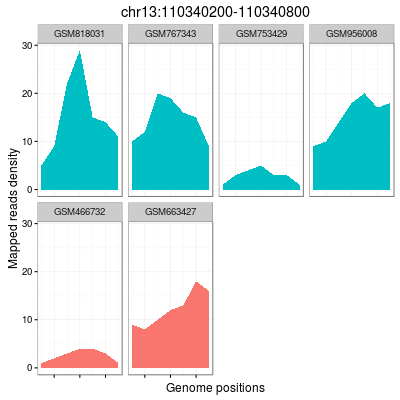 chr13:110340200-110340800
GSM818031 GSM767343 GSM753429 GSM956008
30
20
10
0
GSM466732 GSM663427
30
20
10
0
Mapped reads density
Genome positions